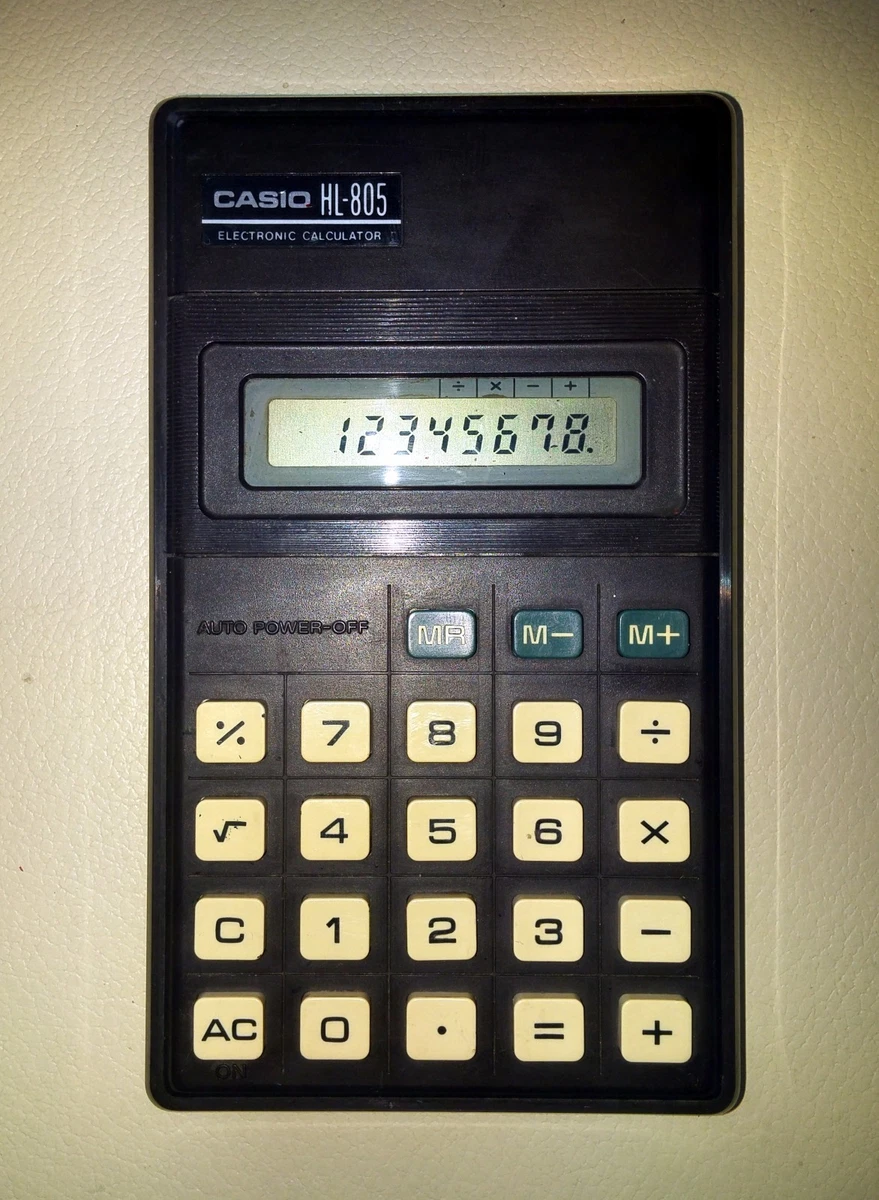 CASIO HL-805
ELECTRONIC CALCULATOR
÷ × − +
12345678.
AUTO POWER-OFF MR M− M+
% 7 8 9 ÷
√ 4 5 6 ×
C 1 2 3 −
AC 0 . = +
ON